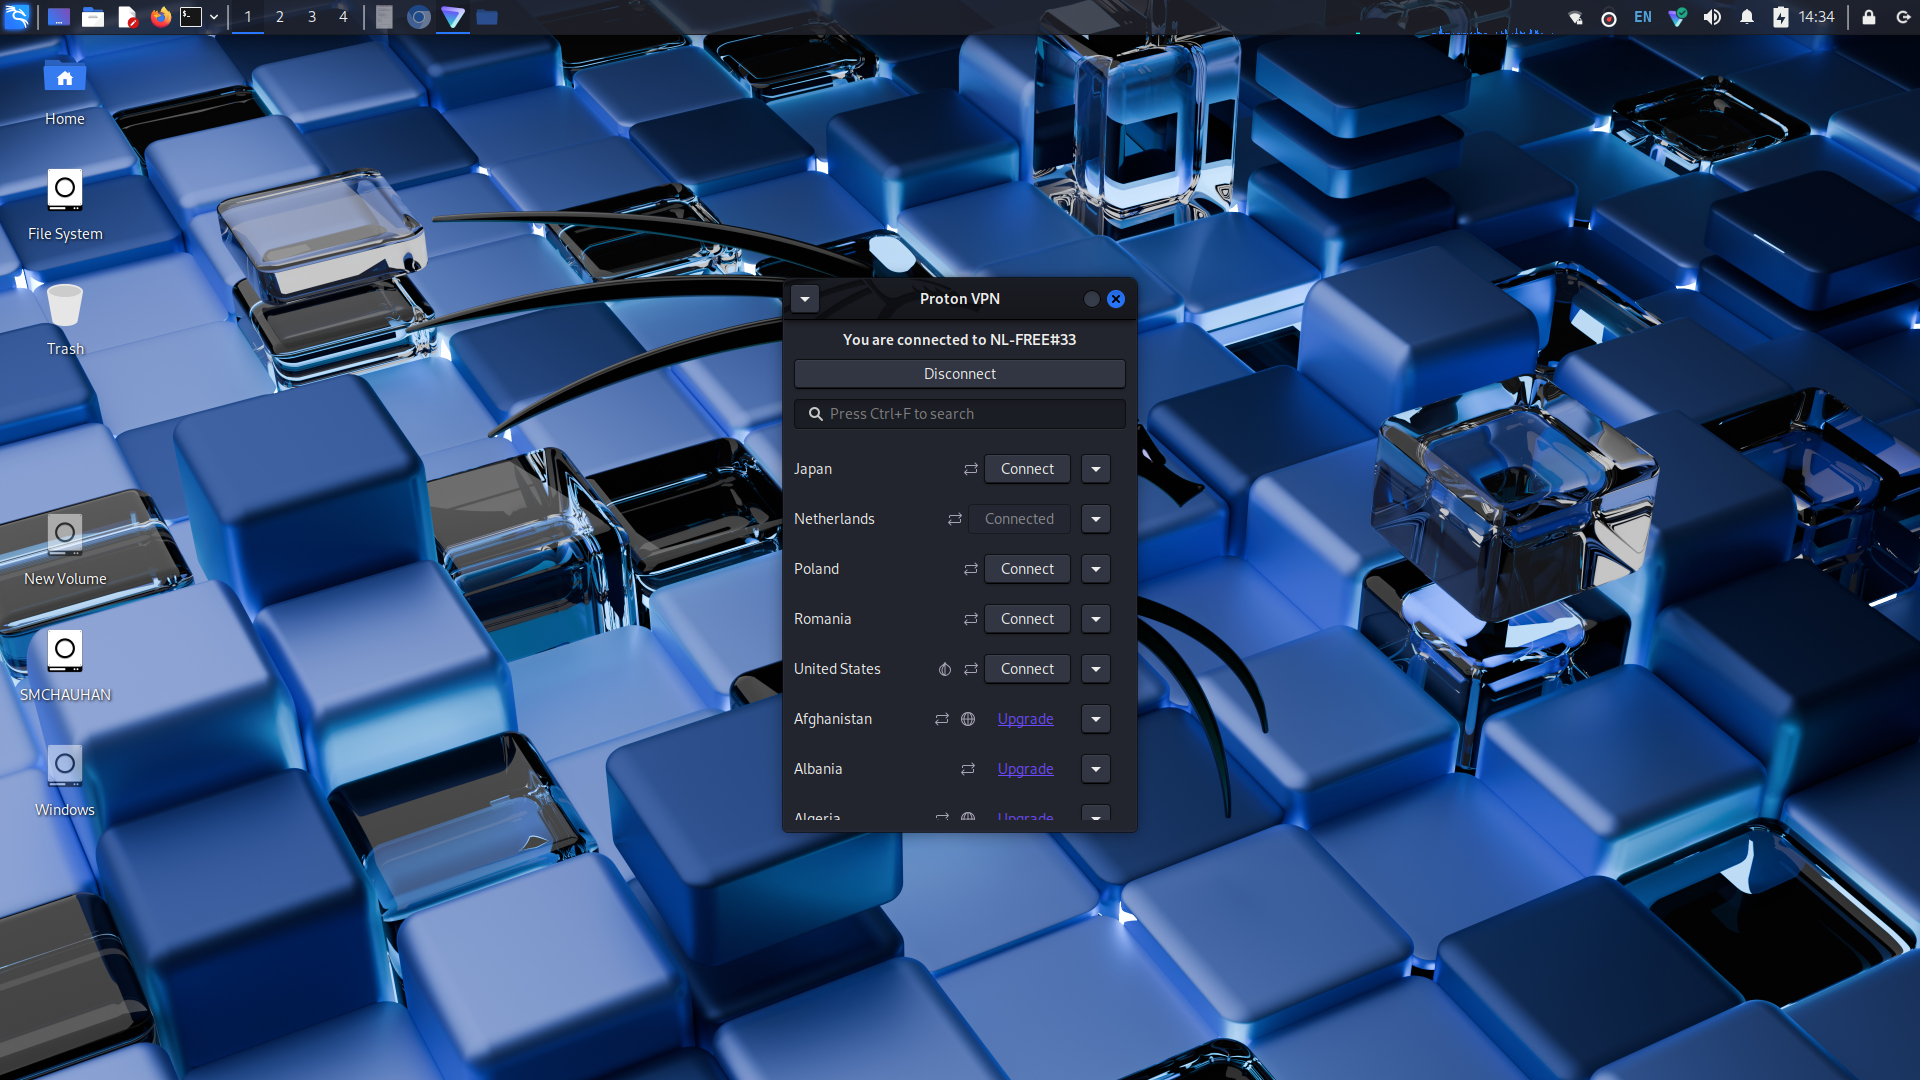 1 2 3 4
EN
14:34
Home
File System
Trash
New Volume
SMCHAUHAN
Windows
Proton VPN
You are connected to NL-FREE#33
Disconnect
Press Ctrl+F to search
Japan Connect
Netherlands Connected
Poland Connect
Romania Connect
United States Connect
Afghanistan Upgrade
Albania Upgrade
Algeria Upgrade